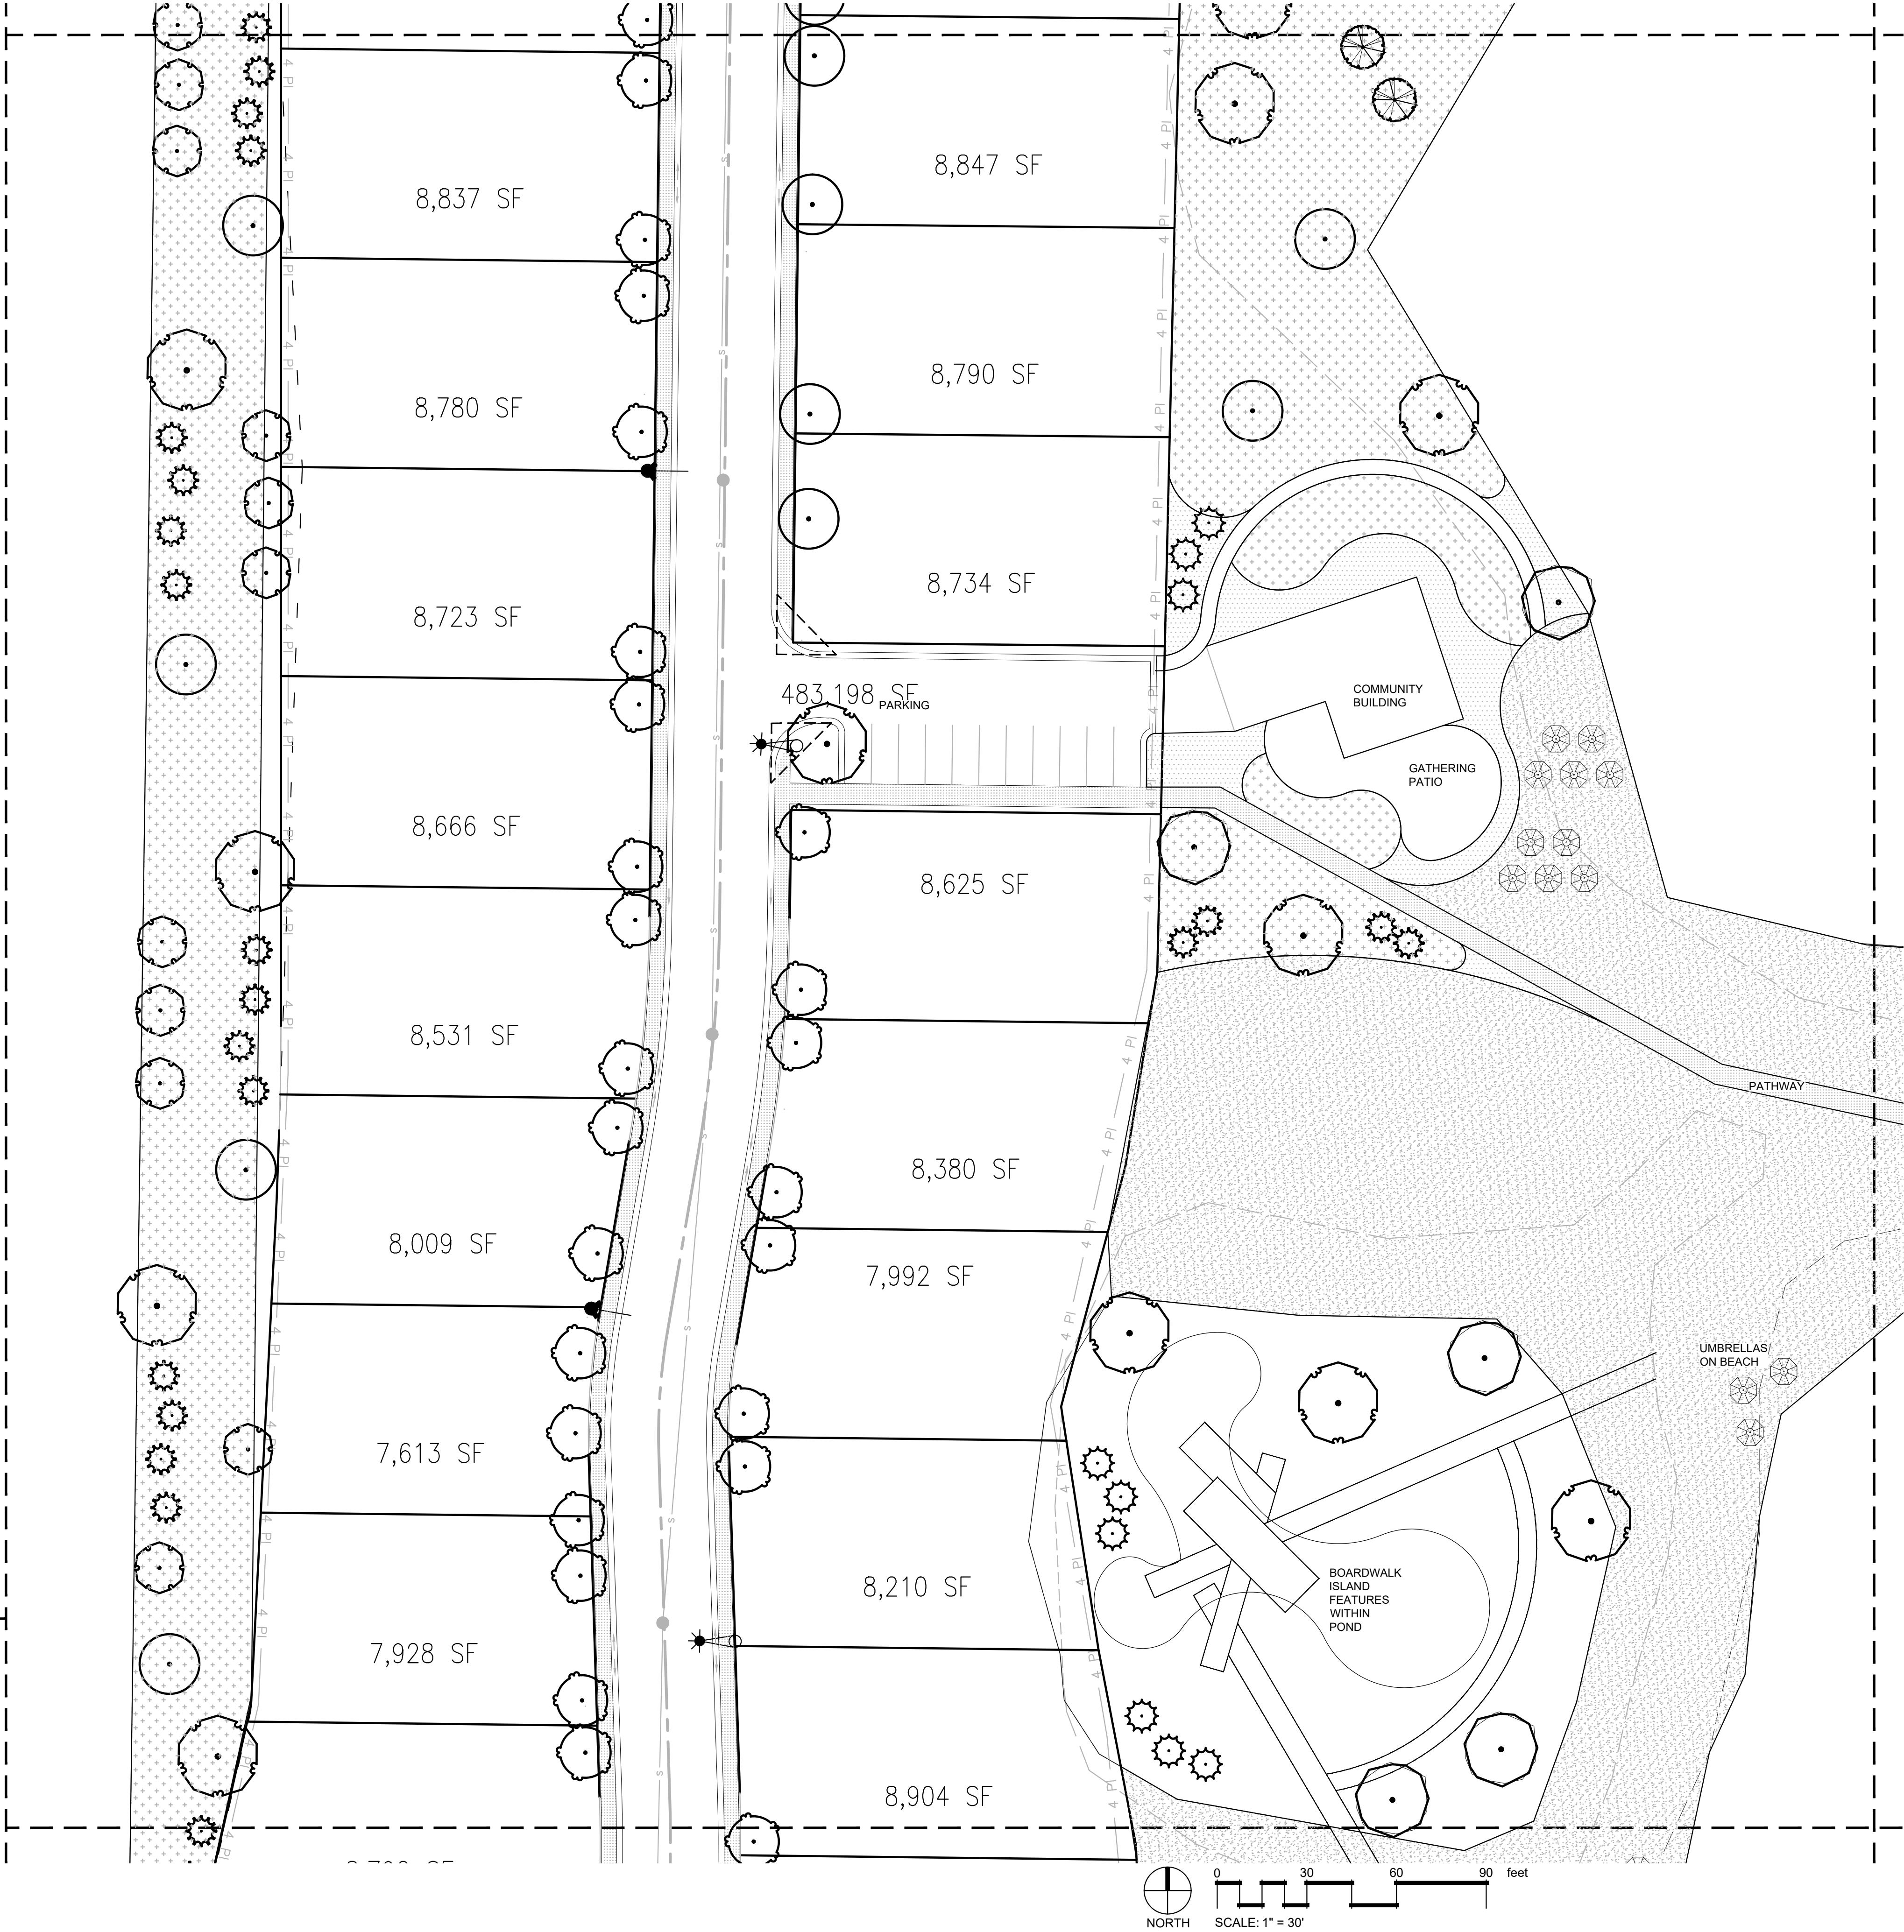 8,847 SF
8,837 SF
8,790 SF
8,780 SF
8,734 SF
8,723 SF
483,198 SF
PARKING
COMMUNITY
BUILDING
GATHERING
PATIO
8,666 SF
8,625 SF
8,531 SF
PATHWAY
8,380 SF
8,009 SF
7,992 SF
UMBRELLAS
ON BEACH
7,613 SF
8,210 SF
BOARDWALK
ISLAND
FEATURES
WITHIN
POND
7,928 SF
8,904 SF
0 30 60 90 feet
NORTH
SCALE: 1" = 30'